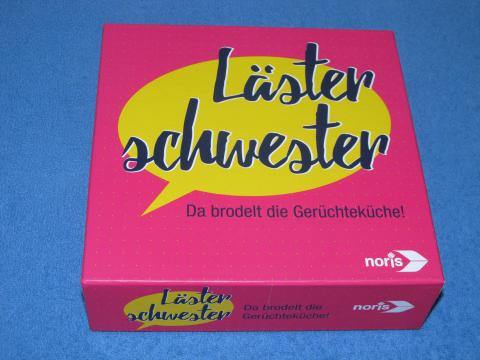 Läster
schwester
Da brodelt die Gerüchteküche!
noris
Läster
schwester
Da brodelt die
Gerüchteküche!
noris